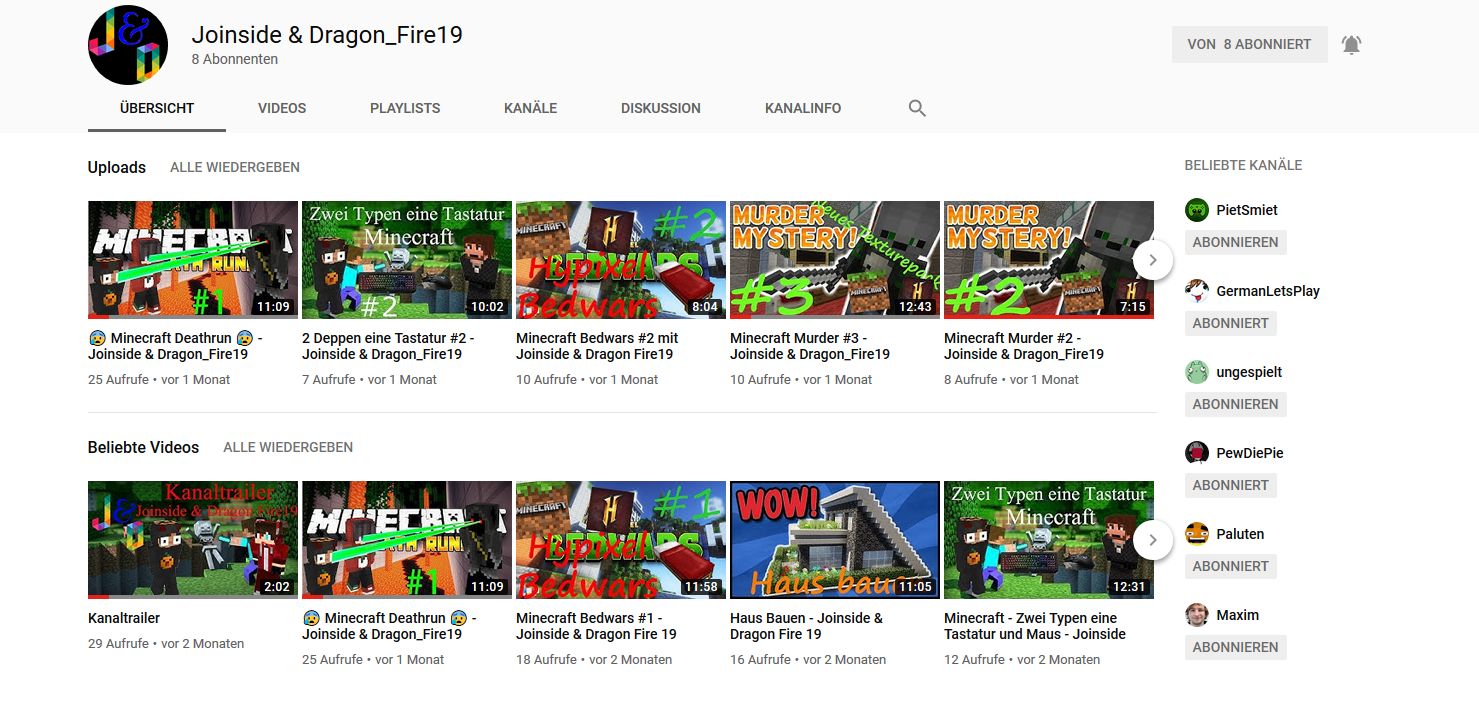 J&D
Joinside & Dragon_Fire19
8 Abonnenten
VON 8 ABONNIERT
ÜBERSICHT VIDEOS PLAYLISTS KANÄLE DISKUSSION KANALINFO
Uploads ALLE WIEDERGEBEN
MINECRAFT
RUN
#1
11:09
Zwei Typen eine Tastatur
Minecraft
#2
10:02
#2
MINECRAFT
H
Hypixel
Bedwars
8:04
MURDER
MYSTERY!
Neues Texturepack
#3
MINECRAFT
12:43
MURDER
MYSTERY!
#2
MINECRAFT
H
7:15
😰 Minecraft Deathrun 😰 -
Joinside & Dragon_Fire19
25 Aufrufe • vor 1 Monat
2 Deppen eine Tastatur #2 -
Joinside & Dragon_Fire19
7 Aufrufe • vor 1 Monat
Minecraft Bedwars #2 mit
Joinside & Dragon Fire19
10 Aufrufe • vor 1 Monat
Minecraft Murder #3 -
Joinside & Dragon_Fire19
10 Aufrufe • vor 1 Monat
Minecraft Murder #2 -
Joinside & Dragon_Fire19
8 Aufrufe • vor 1 Monat
Beliebte Videos ALLE WIEDERGEBEN
Kanaltrailer
J&D
Joinside & Dragon_Fire19
2:02
MINECRAFT
RUN
#1
11:09
#1
MINECRAFT
H
Hypixel
Bedwars
11:58
WOW!
Haus bauen
11:05
Zwei Typen eine Tastatur
Minecraft
12:31
Kanaltrailer
29 Aufrufe • vor 2 Monaten
😰 Minecraft Deathrun 😰 -
Joinside & Dragon_Fire19
25 Aufrufe • vor 1 Monat
Minecraft Bedwars #1 -
Joinside & Dragon Fire 19
18 Aufrufe • vor 2 Monaten
Haus Bauen - Joinside &
Dragon Fire 19
16 Aufrufe • vor 2 Monaten
Minecraft - Zwei Typen eine
Tastatur und Maus - Joinside
12 Aufrufe • vor 2 Monaten
BELIEBTE KANÄLE
PietSmiet
ABONNIEREN
GermanLetsPlay
ABONNIERT
ungespielt
ABONNIEREN
PewDiePie
ABONNIERT
Paluten
ABONNIERT
Maxim
ABONNIEREN